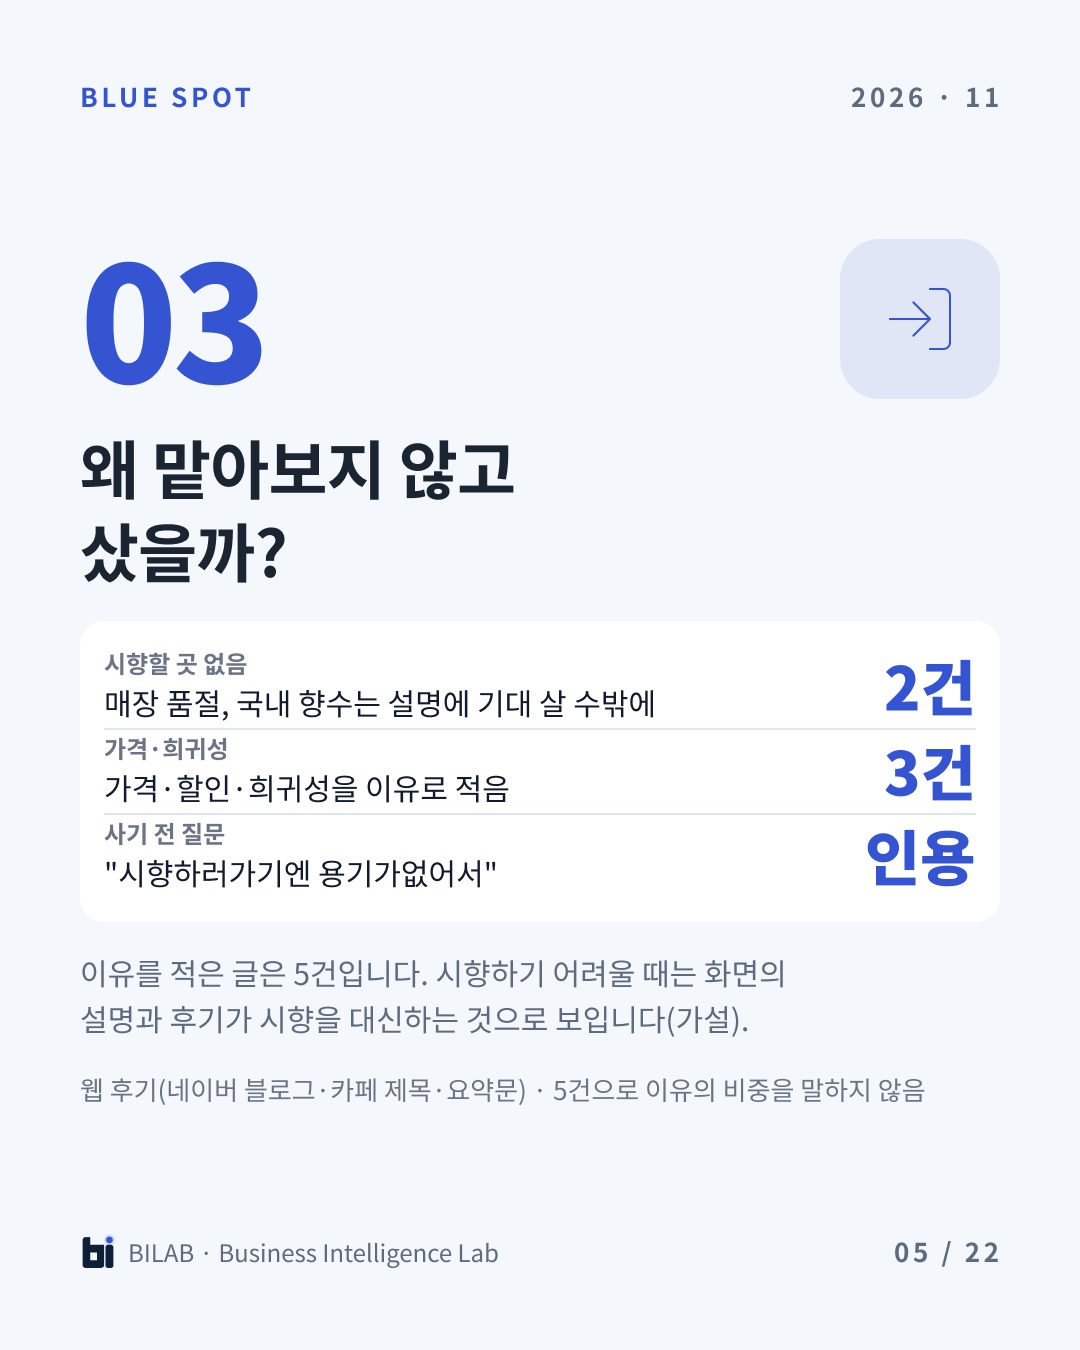 BLUE SPOT
2026 · 11
03
왜 맡아보지 않고
샀을까?
시향할 곳 없음
매장 품절, 국내 향수는 설명에 기대 살 수밖에
2건
가격·희귀성
가격·할인·희귀성을 이유로 적음
3건
사기 전 질문
"시향하러가기엔 용기가없어서"
인용
이유를 적은 글은 5건입니다. 시향하기 어려울 때는 화면의
설명과 후기가 시향을 대신하는 것으로 보입니다(가설).
웹 후기(네이버 블로그·카페 제목·요약문) · 5건으로 이유의 비중을 말하지 않음
bi BILAB · Business Intelligence Lab
05 / 22